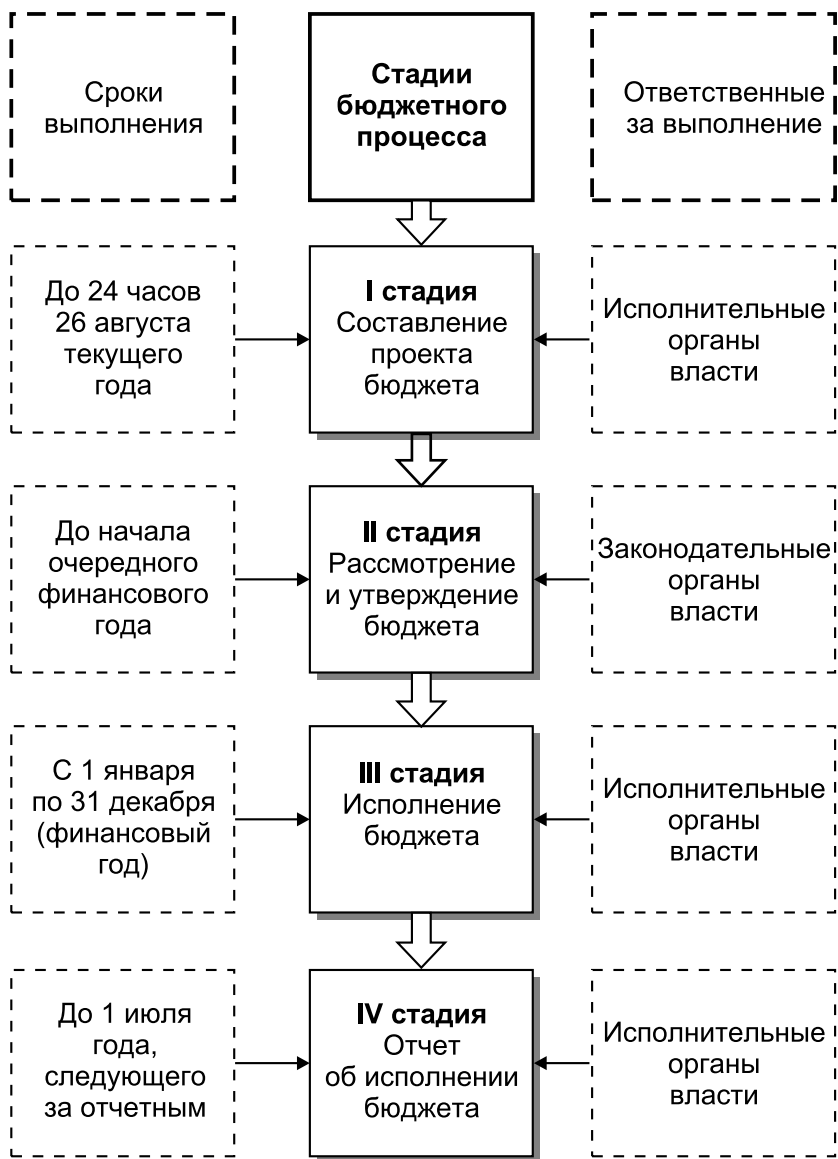 Сроки
выполнения
Стадии
бюджетного
процесса
Ответственные
за выполнение
До 24 часов
26 августа
текущего
года
I стадия
Составление
проекта
бюджета
Исполнительные
органы
власти
До начала
очередного
финансового
года
II стадия
Рассмотрение
и утверждение
бюджета
Законодательные
органы
власти
С 1 января
по 31 декабря
(финансовый
год)
III стадия
Исполнение
бюджета
Исполнительные
органы
власти
До 1 июля
года,
следующего
за отчетным
IV стадия
Отчет
об исполнении
бюджета
Исполнительные
органы
власти